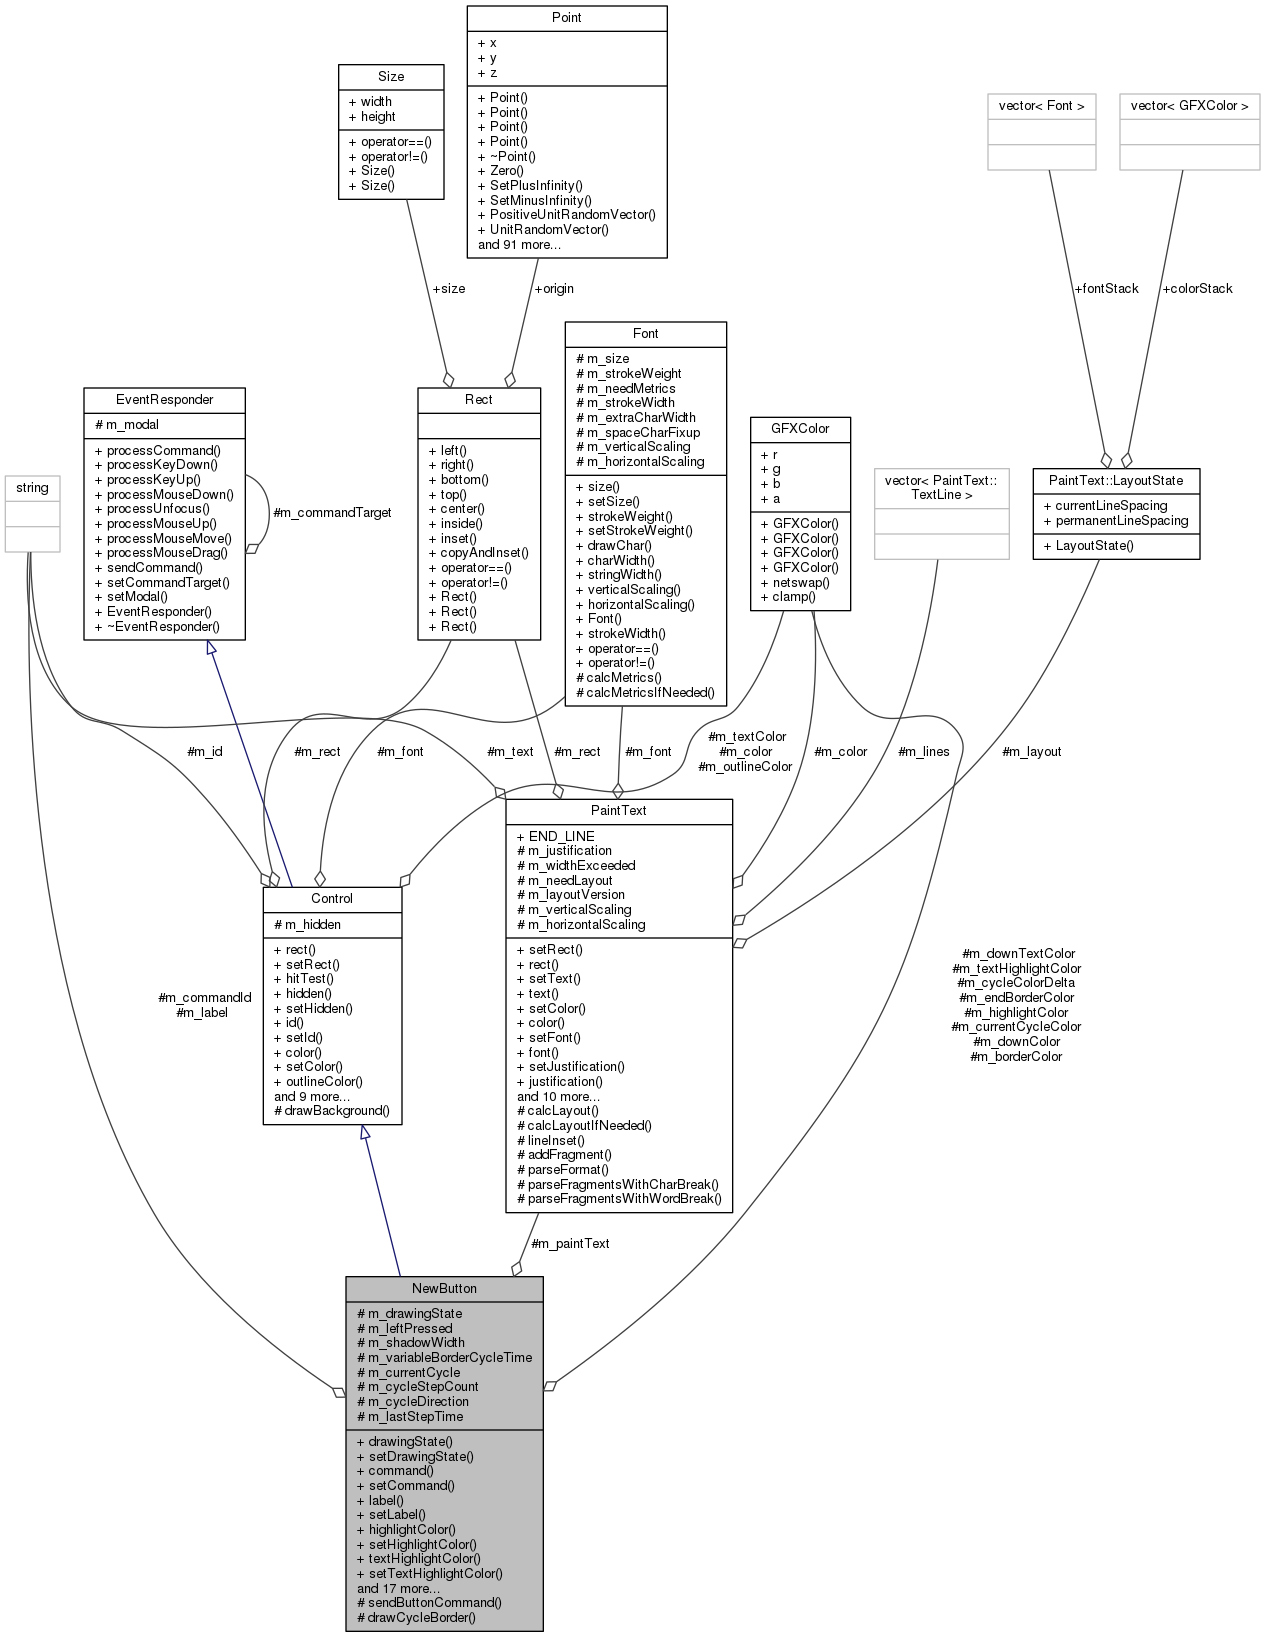 Point
+ x
+ y
+ z
+ Point()
+ Point()
+ Point()
+ Point()
+ ~Point()
+ Zero()
+ SetPlusInfinity()
+ SetMinusInfinity()
+ PositiveUnitRandomVector()
+ UnitRandomVector()
and 91 more...
Size
+ width
+ height
+ operator==()
+ operator!=()
+ Size()
+ Size()
vector< Font >
vector< GFXColor >
+size
+origin
+fontStack
+colorStack
Font
# m_size
# m_strokeWeight
# m_needMetrics
# m_strokeWidth
# m_extraCharWidth
# m_spaceCharFixup
# m_verticalScaling
# m_horizontalScaling
+ size()
+ setSize()
+ strokeWeight()
+ setStrokeWeight()
+ drawChar()
+ charWidth()
+ stringWidth()
+ verticalScaling()
+ horizontalScaling()
+ Font()
+ strokeWidth()
+ operator==()
+ operator!=()
# calcMetrics()
# calcMetricsIfNeeded()
EventResponder
# m_modal
+ processCommand()
+ processKeyDown()
+ processKeyUp()
+ processMouseDown()
+ processUnfocus()
+ processMouseUp()
+ processMouseMove()
+ processMouseDrag()
+ sendCommand()
+ setCommandTarget()
+ setModal()
+ EventResponder()
+ ~EventResponder()
#m_commandTarget
Rect
+ left()
+ right()
+ bottom()
+ top()
+ center()
+ inside()
+ inset()
+ copyAndInset()
+ operator==()
+ operator!=()
+ Rect()
+ Rect()
+ Rect()
GFXColor
+ r
+ g
+ b
+ a
+ GFXColor()
+ GFXColor()
+ GFXColor()
+ GFXColor()
+ netswap()
+ clamp()
string
vector< PaintText::
TextLine >
PaintText::LayoutState
+ currentLineSpacing
+ permanentLineSpacing
+ LayoutState()
#m_id
#m_rect
#m_font
#m_text
#m_rect
#m_font
#m_textColor
#m_color
#m_outlineColor
#m_color
#m_lines
#m_layout
PaintText
+ END_LINE
# m_justification
# m_widthExceeded
# m_needLayout
# m_layoutVersion
# m_verticalScaling
# m_horizontalScaling
+ setRect()
+ rect()
+ setText()
+ text()
+ setColor()
+ color()
+ setFont()
+ font()
+ setJustification()
+ justification()
and 10 more...
# calcLayout()
# calcLayoutIfNeeded()
# lineInset()
# addFragment()
# parseFormat()
# parseFragmentsWithCharBreak()
# parseFragmentsWithWordBreak()
Control
# m_hidden
+ rect()
+ setRect()
+ hitTest()
+ hidden()
+ setHidden()
+ id()
+ setId()
+ color()
+ setColor()
+ outlineColor()
and 9 more...
# drawBackground()
#m_commandId
#m_label
#m_downTextColor
#m_textHighlightColor
#m_cycleColorDelta
#m_endBorderColor
#m_highlightColor
#m_currentCycleColor
#m_downColor
#m_borderColor
#m_paintText
NewButton
# m_drawingState
# m_leftPressed
# m_shadowWidth
# m_variableBorderCycleTime
# m_currentCycle
# m_cycleStepCount
# m_cycleDirection
# m_lastStepTime
+ drawingState()
+ setDrawingState()
+ command()
+ setCommand()
+ label()
+ setLabel()
+ highlightColor()
+ setHighlightColor()
+ textHighlightColor()
+ setTextHighlightColor()
and 17 more...
# sendButtonCommand()
# drawCycleBorder()